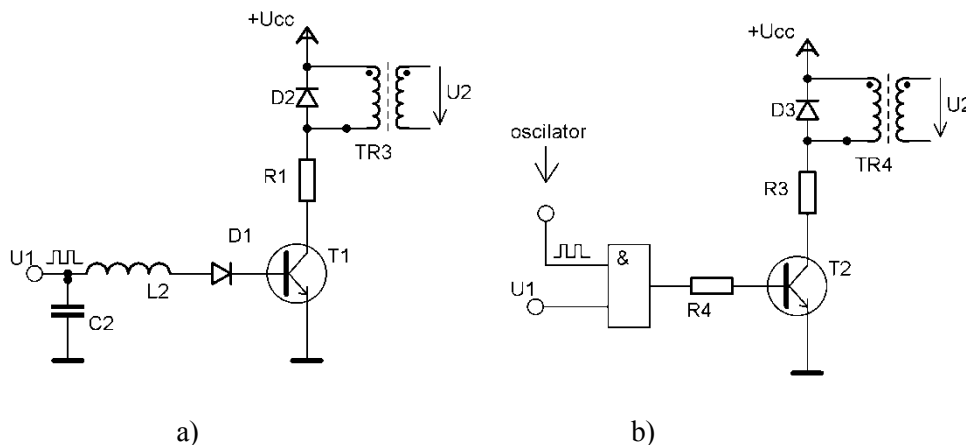 +Ucc
D2
U2
TR3
R1
U1
D1
T1
L2
C2
a)
+Ucc
D3
U2
oscilator
TR4
R3
&
T2
U1
R4
b)